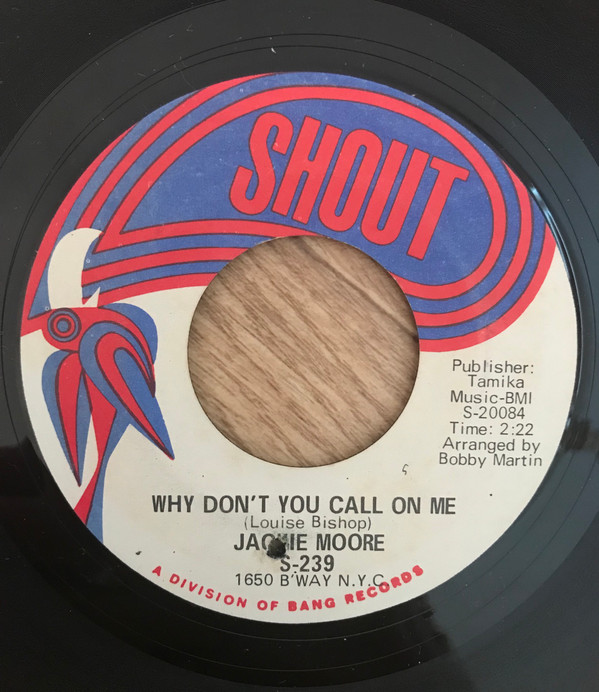 SHOUT
Publisher:
Tamika
Music-BMI
S-20084
Time: 2:22
Arranged by
Bobby Martin
WHY DON'T YOU CALL ON ME
(Louise Bishop)
JACKIE MOORE
S-239
1650 B'WAY N.Y.C.
A DIVISION OF BANG RECORDS